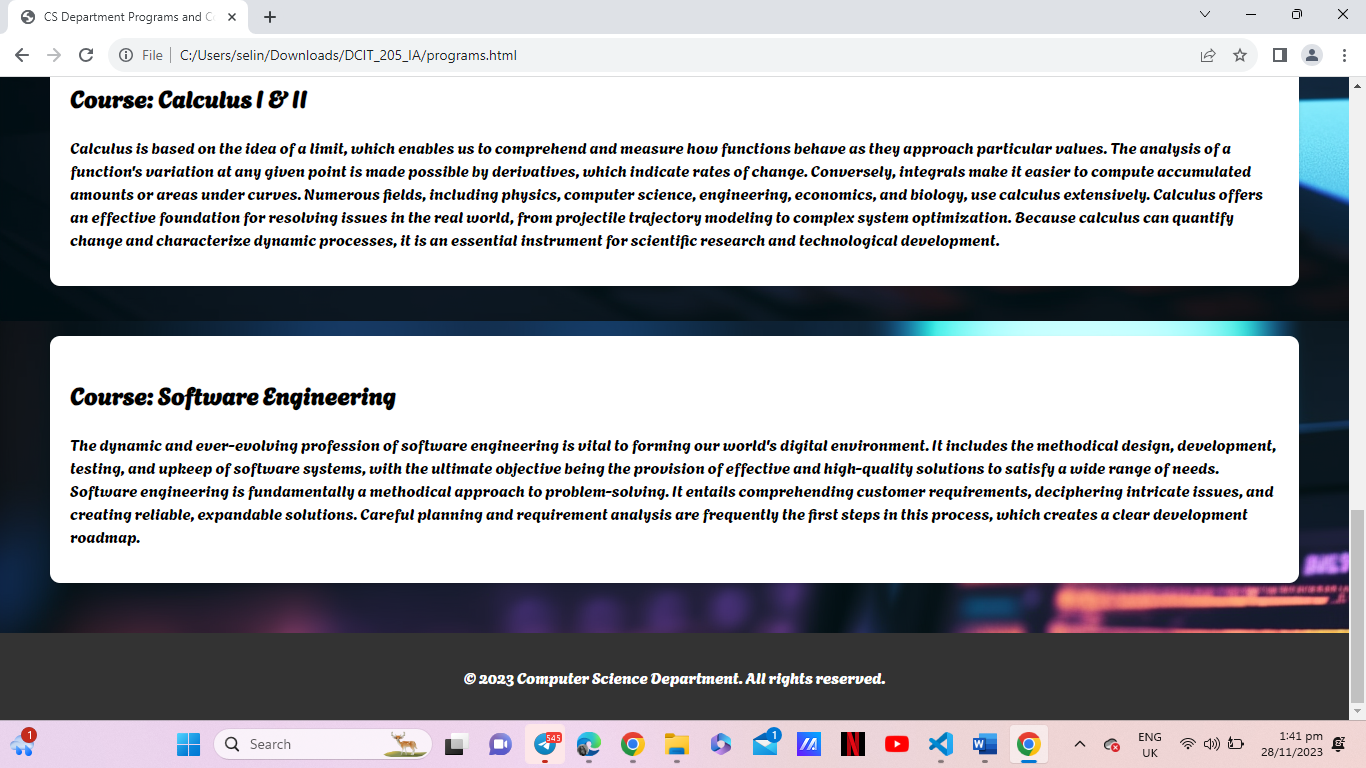 CS Department Programs and Co
File
C:/Users/selin/Downloads/DCIT_205_IA/programs.html
Course: Calculus I & II
Calculus is based on the idea of a limit, which enables us to comprehend and measure how functions behave as they approach particular values. The analysis of a
function's variation at any given point is made possible by derivatives, which indicate rates of change. Conversely, integrals make it easier to compute accumulated
amounts or areas under curves. Numerous fields, including physics, computer science, engineering, economics, and biology, use calculus extensively. Calculus offers
an effective foundation for resolving issues in the real world, from projectile trajectory modeling to complex system optimization. Because calculus can quantify
change and characterize dynamic processes, it is an essential instrument for scientific research and technological development.
Course: Software Engineering
The dynamic and ever-evolving profession of software engineering is vital to forming our world's digital environment. It includes the methodical design, development,
testing, and upkeep of software systems, with the ultimate objective being the provision of effective and high-quality solutions to satisfy a wide range of needs.
Software engineering is fundamentally a methodical approach to problem-solving. It entails comprehending customer requirements, deciphering intricate issues, and
creating reliable, expandable solutions. Careful planning and requirement analysis are frequently the first steps in this process, which creates a clear development
roadmap.
© 2023 Computer Science Department. All rights reserved.
1
Search
545
1
ENG
UK
1:41 pm
28/11/2023